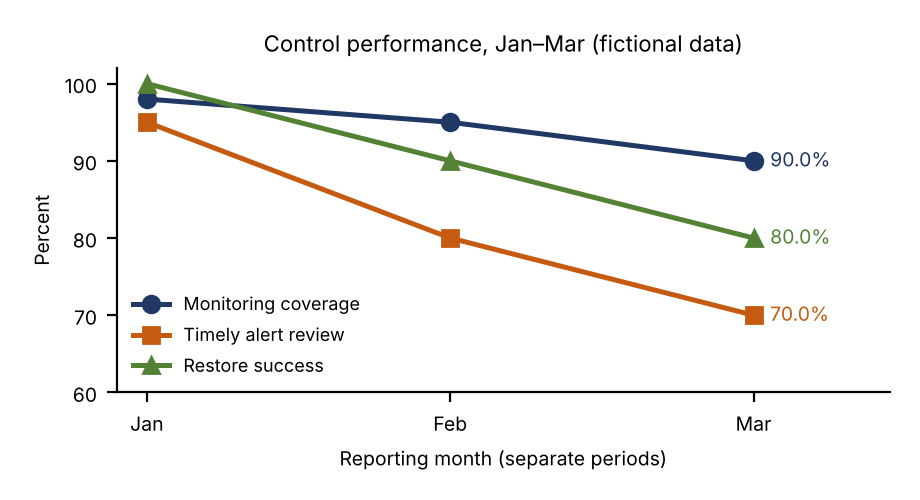 Control performance, Jan–Mar (fictional data)
100
90
80
70
60
Percent
90.0%
80.0%
70.0%
Monitoring coverage
Timely alert review
Restore success
Jan Feb Mar
Reporting month (separate periods)